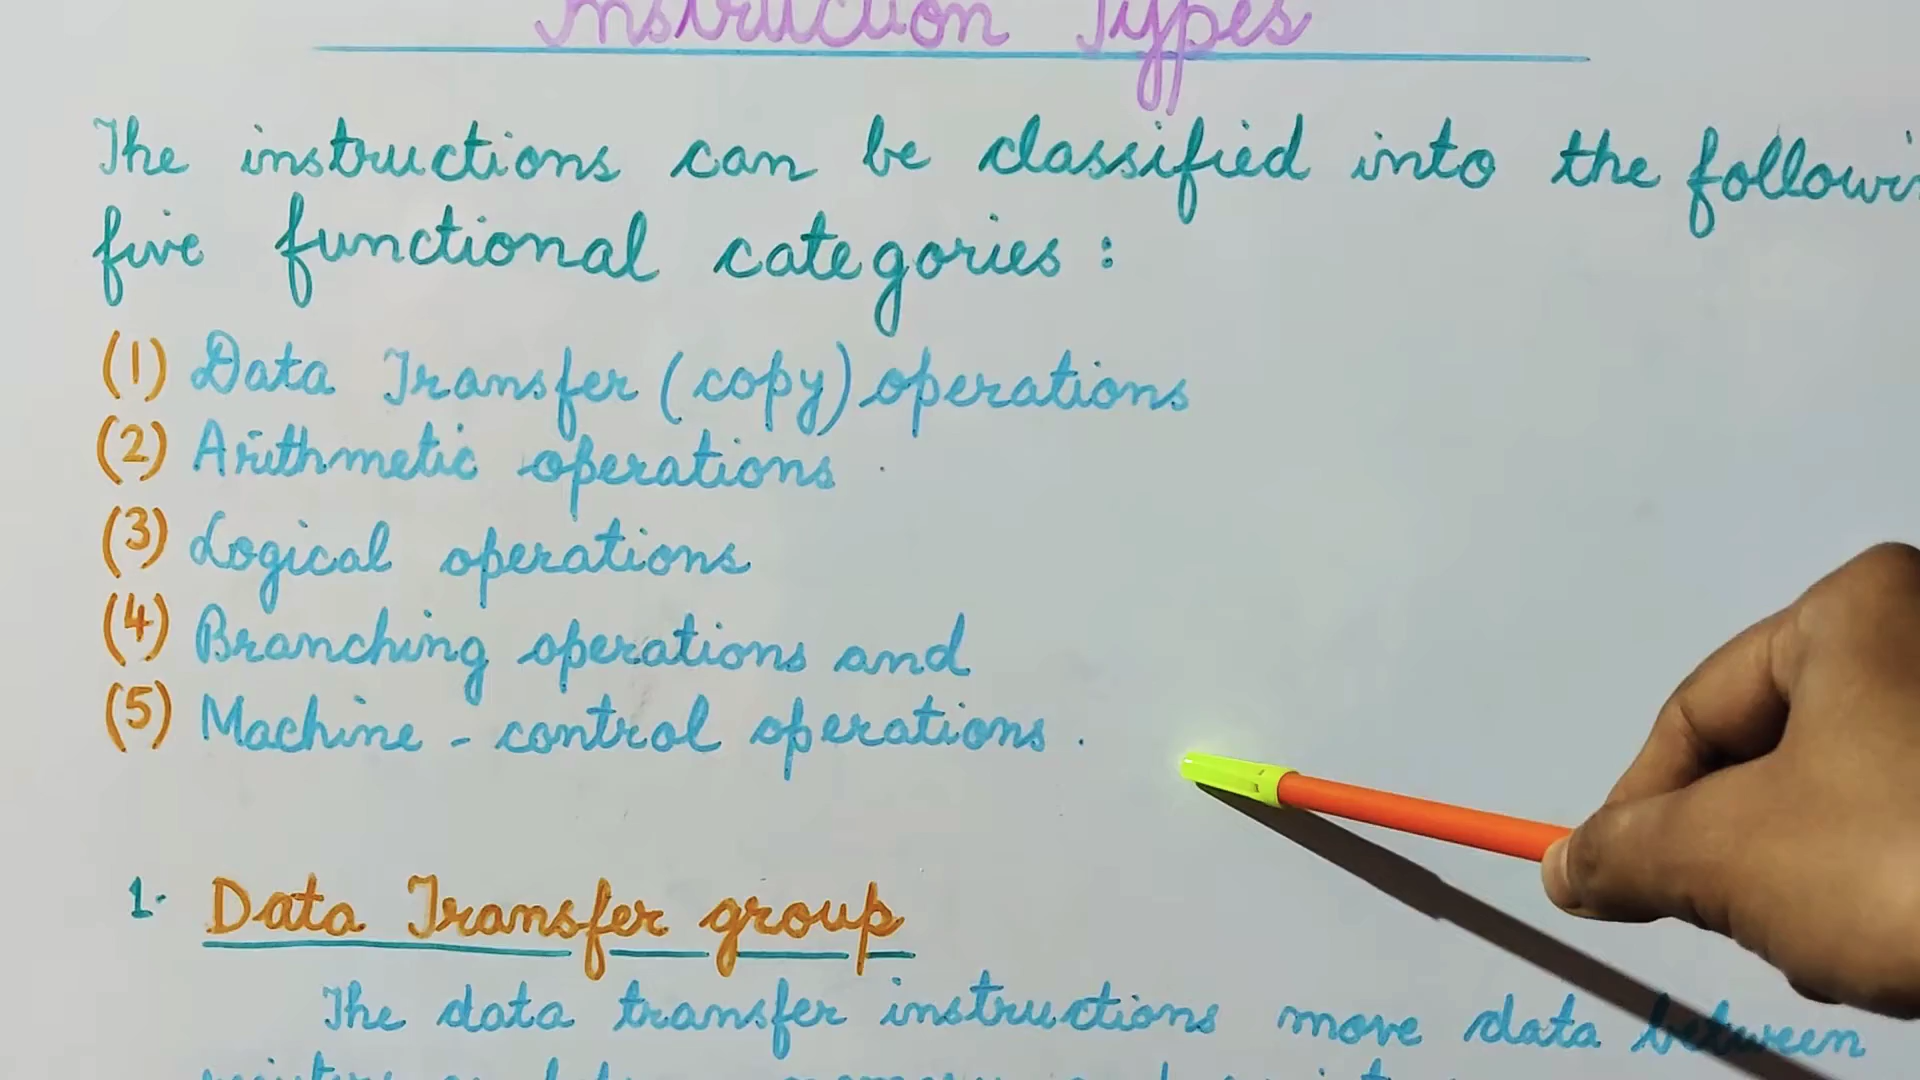 Instruction Types
The instructions can be classified into the
five functional categories :
(1) Data Transfer (copy) operations
(2) Arithmetic operations
(3) Logical operations
(4) Branching operations and
(5) Machine - control operations .
1. Data Transfer group
The data transfer instructions move data between